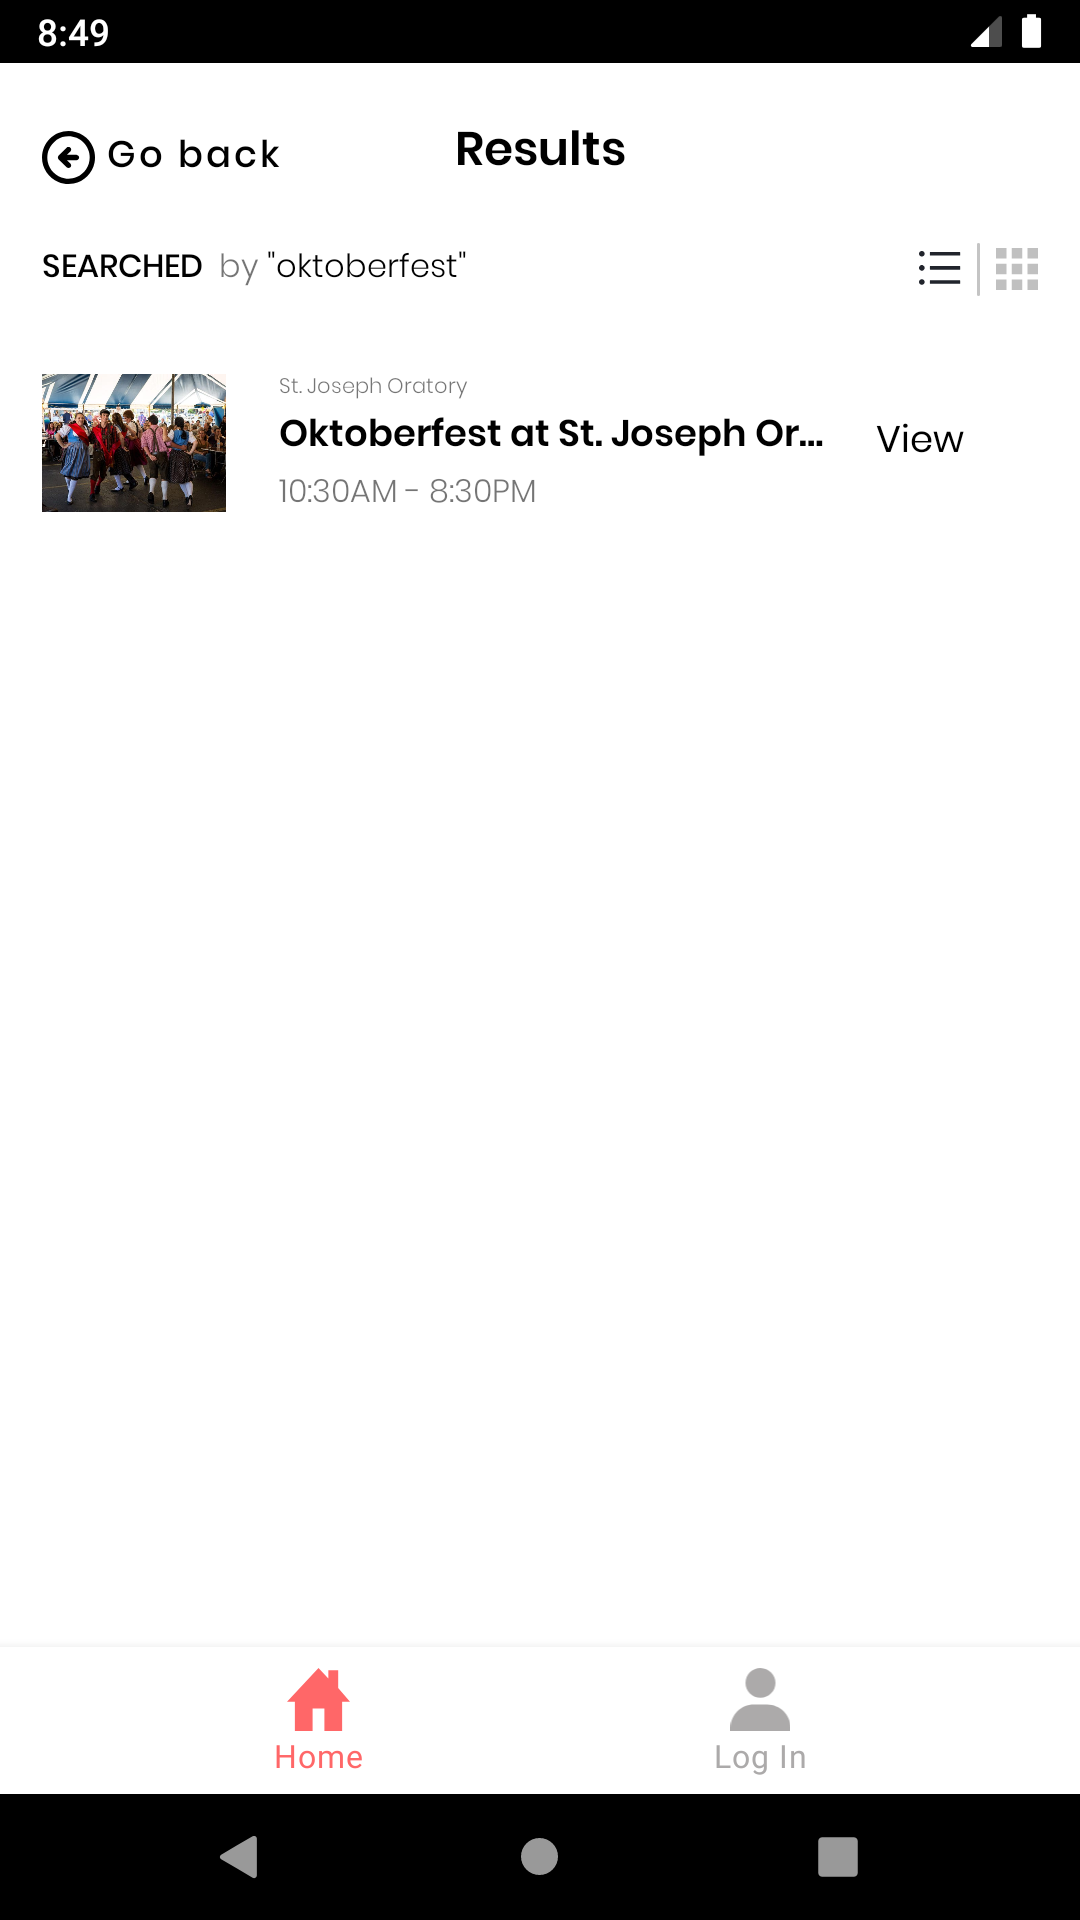 8:49
Go back
Results
SEARCHED by "oktoberfest"
St. Joseph Oratory
Oktoberfest at St. Joseph Or...
View
10:30AM - 8:30PM
Home
Log In